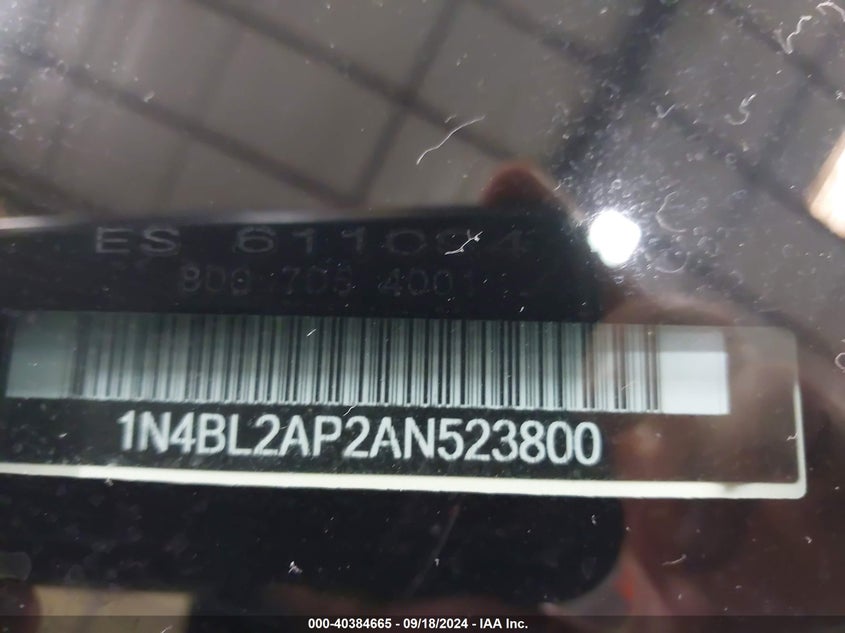 ES 611094
800 705 4001
1N4BL2AP2AN523800
000-40384665 - 09/18/2024 - IAA Inc.